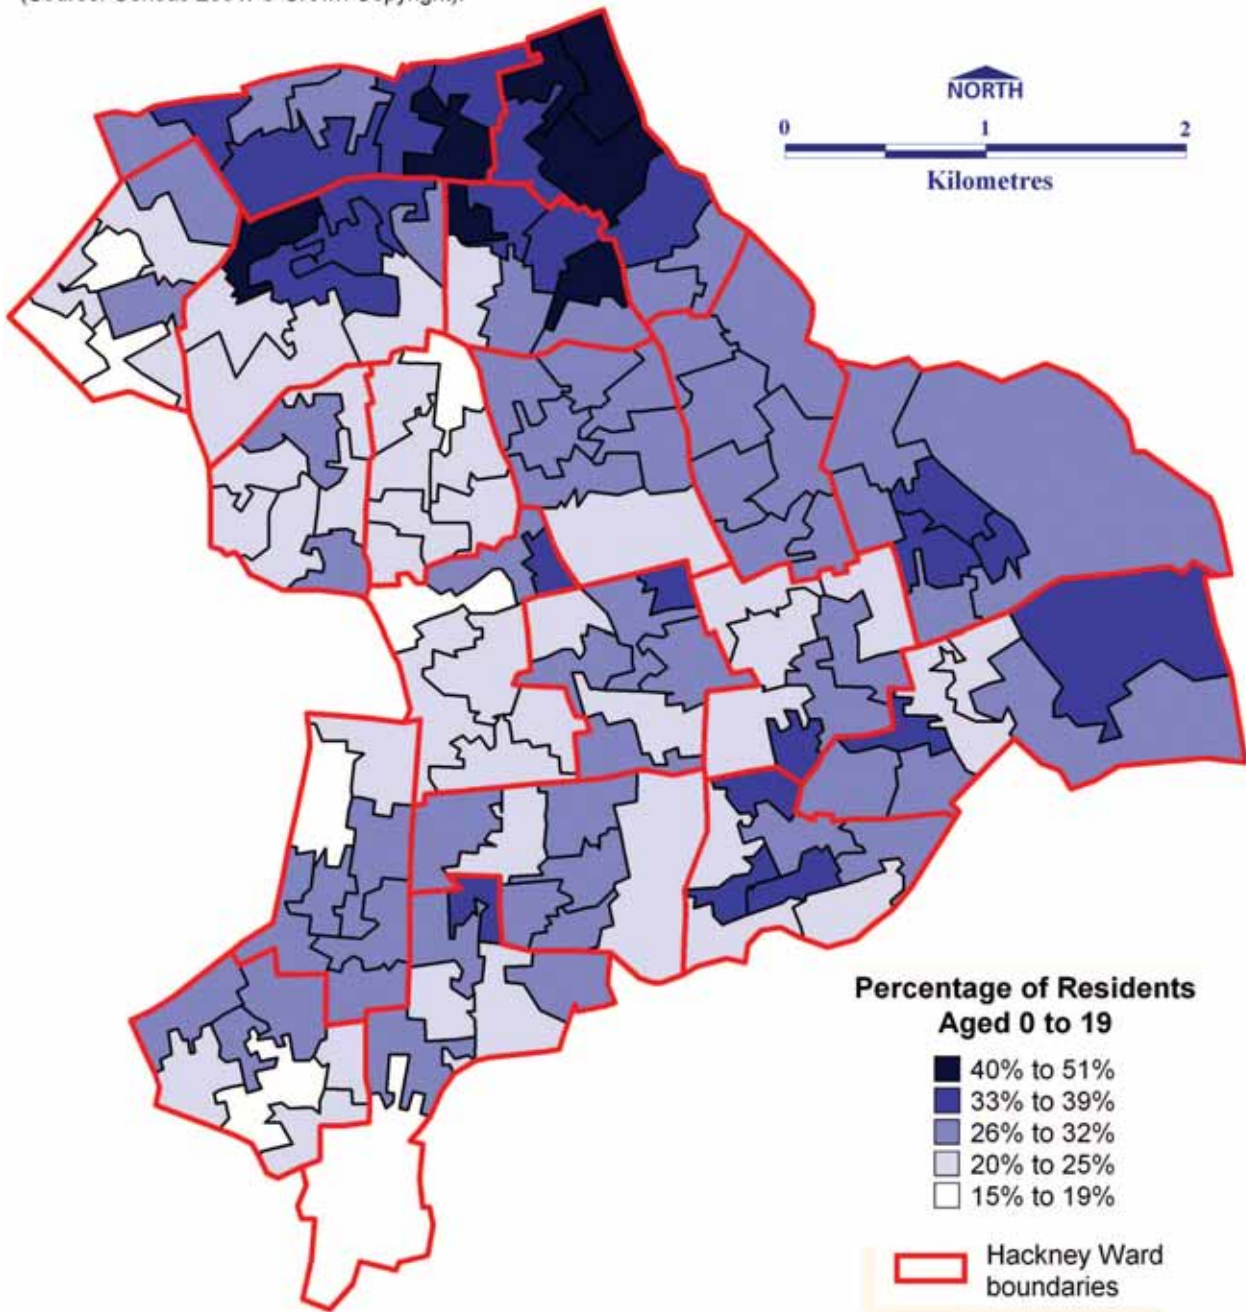 NORTH
0 1 2
Kilometres
Percentage of Residents
Aged 0 to 19
40% to 51%
33% to 39%
26% to 32%
20% to 25%
15% to 19%
Hackney Ward
boundaries